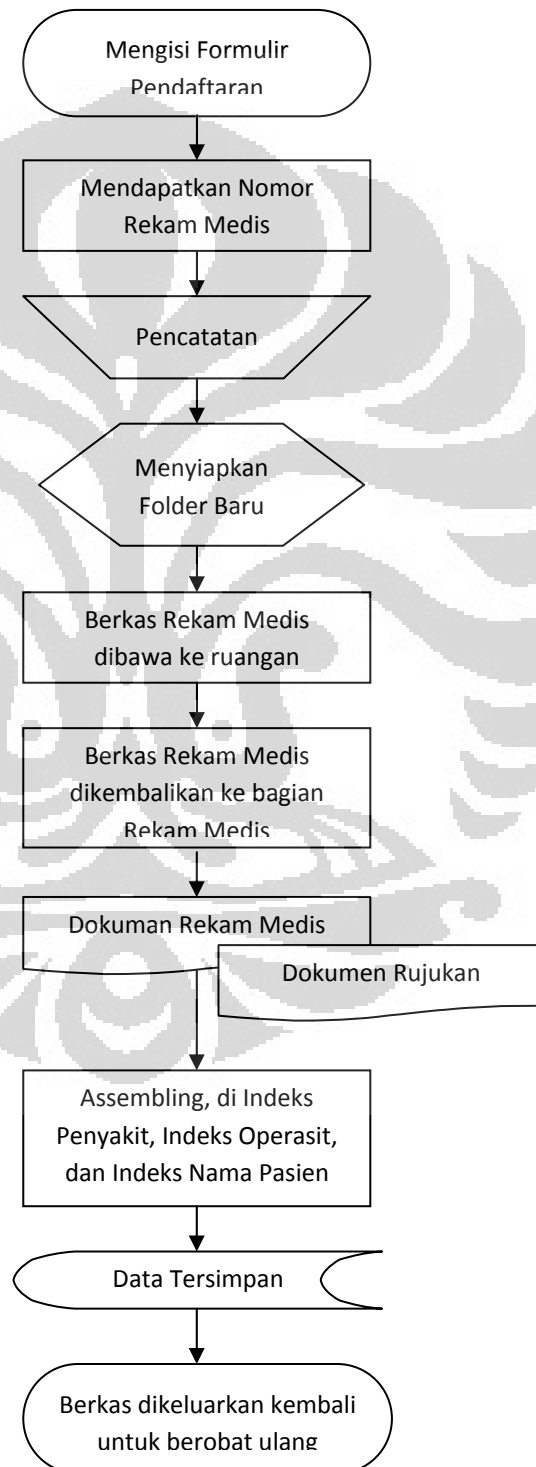 Mengisi Formulir
Pendaftaran
Mendapatkan Nomor
Rekam Medis
Pencatatan
Menyiapkan
Folder Baru
Berkas Rekam Medis
dibawa ke ruangan
Berkas Rekam Medis
dikembalikan ke bagian
Rekam Medis
Dokuman Rekam Medis
Dokumen Rujukan
Assembling, di Indeks
Penyakit, Indeks Operasit,
dan Indeks Nama Pasien
Data Tersimpan
Berkas dikeluarkan kembali
untuk berobat ulang